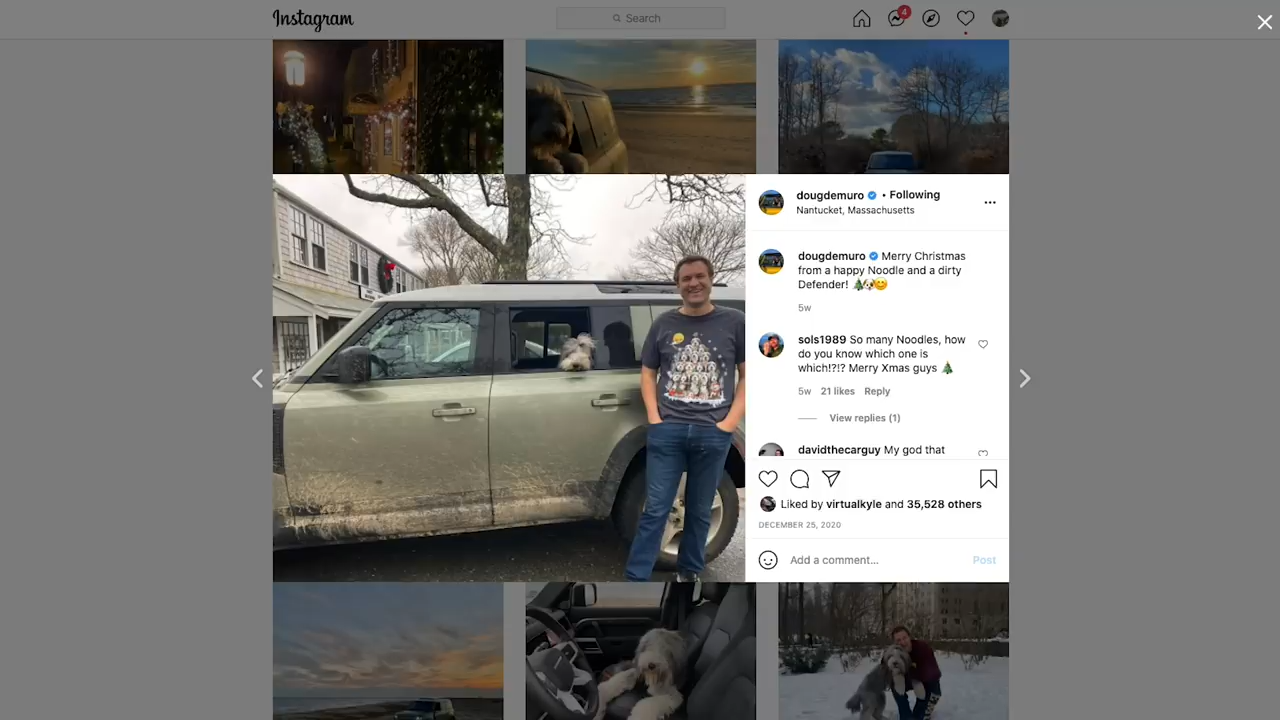 Instagram
Search
4
dougdemuro • Following
Nantucket, Massachusetts
dougdemuro Merry Christmas
from a happy Noodle and a dirty
Defender! 🎄🐶😊
5w
sols1989 So many Noodles, how
do you know which one is
which!?!? Merry Xmas guys 🎄
5w 21 likes Reply
View replies (1)
davidthecarguy My god that
Liked by virtualkyle and 35,528 others
DECEMBER 25, 2020
Add a comment... Post